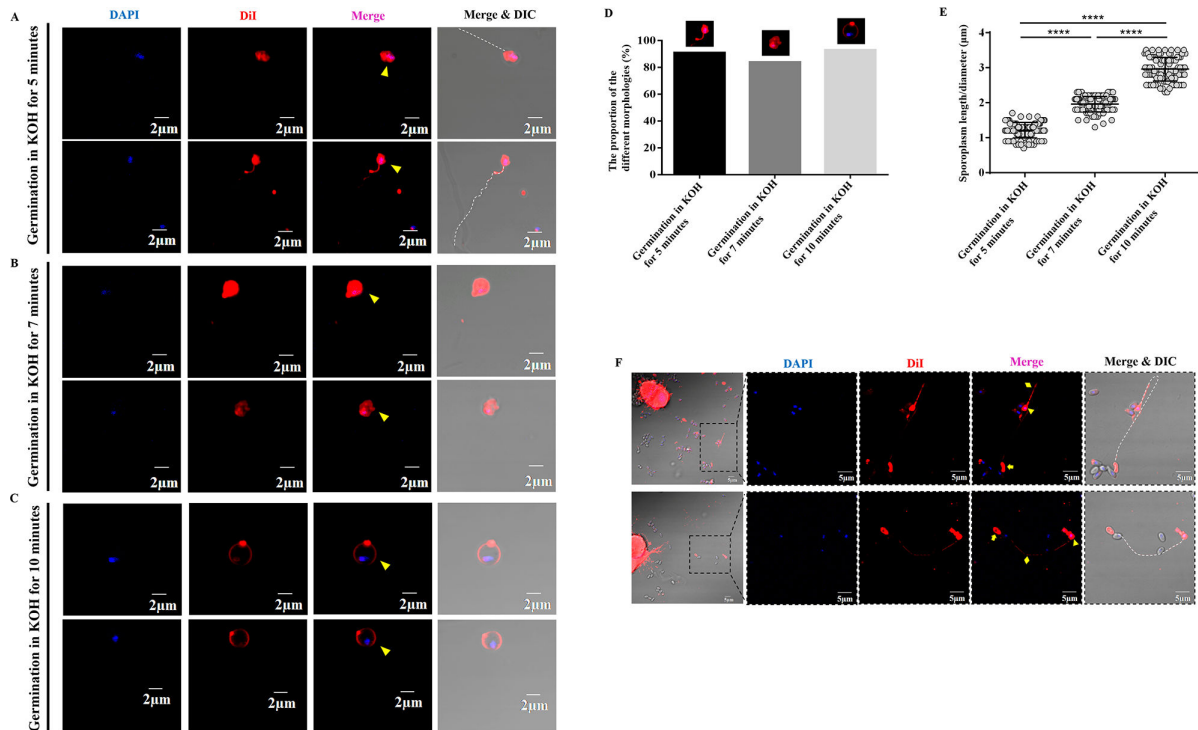 A
DAPI
DiI
Merge
Merge & DIC
Germination in KOH for 5 minutes
2μm
2μm
2μm
2μm
2μm
2μm
2μm
2μm
B
Germination in KOH for 7 minutes
2μm
2μm
2μm
2μm
2μm
2μm
2μm
2μm
C
Germination in KOH for 10 minutes
2μm
2μm
2μm
2μm
2μm
2μm
2μm
2μm
D
The proportion of the
different morphologies (%)
100
80
60
40
20
0
Germination in KOH
for 5 minutes
Germination in KOH
for 7 minutes
Germination in KOH
for 10 minutes
E
****
**** ****
Sporoplasm length/diameter (μm)
4
3
2
1
0
Germination in KOH
for 5 minutes
Germination in KOH
for 7 minutes
Germination in KOH
for 10 minutes
F
DAPI
DiI
Merge
Merge & DIC
5μm
5μm
5μm
5μm
5μm
5μm
5μm
5μm
5μm
5μm